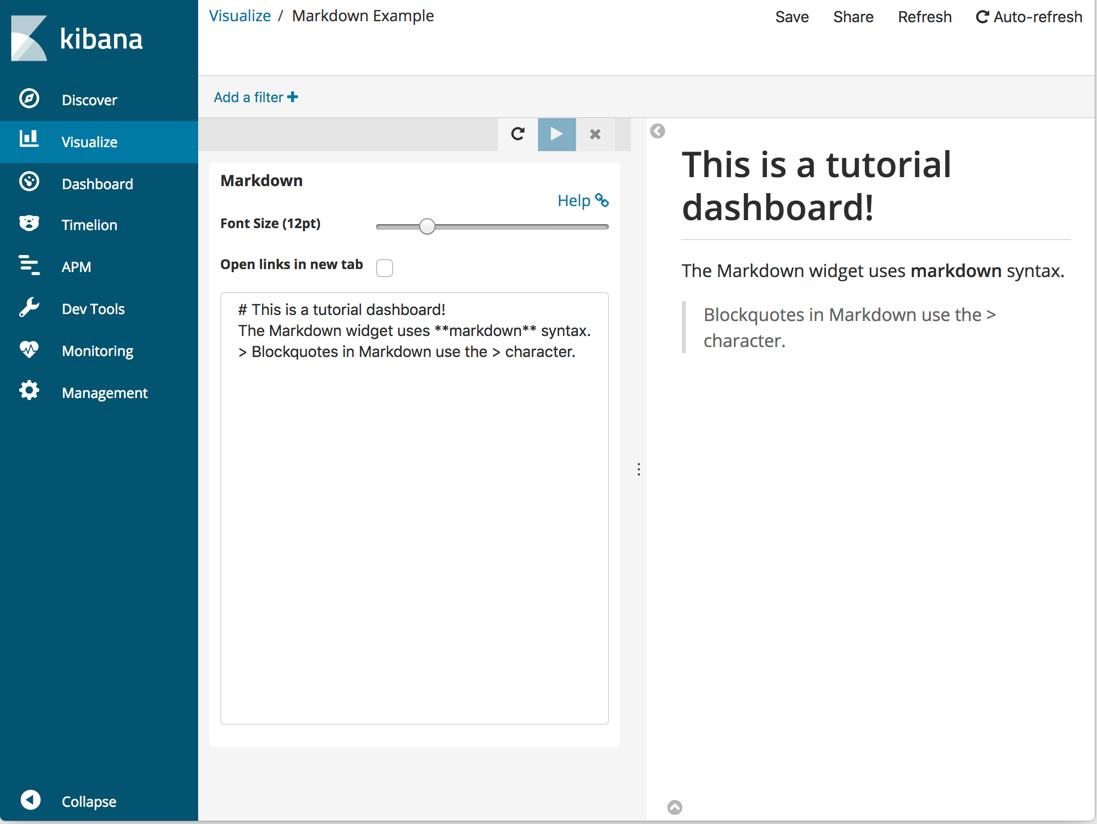 kibana
Discover
Visualize
Dashboard
Timelion
APM
Dev Tools
Monitoring
Management
Collapse
Visualize / Markdown Example
Save Share Refresh Auto-refresh
Add a filter +
Markdown
Help
Font Size (12pt)
Open links in new tab
# This is a tutorial dashboard!
The Markdown widget uses **markdown** syntax.
> Blockquotes in Markdown use the > character.
This is a tutorial
dashboard!
The Markdown widget uses markdown syntax.
Blockquotes in Markdown use the >
character.